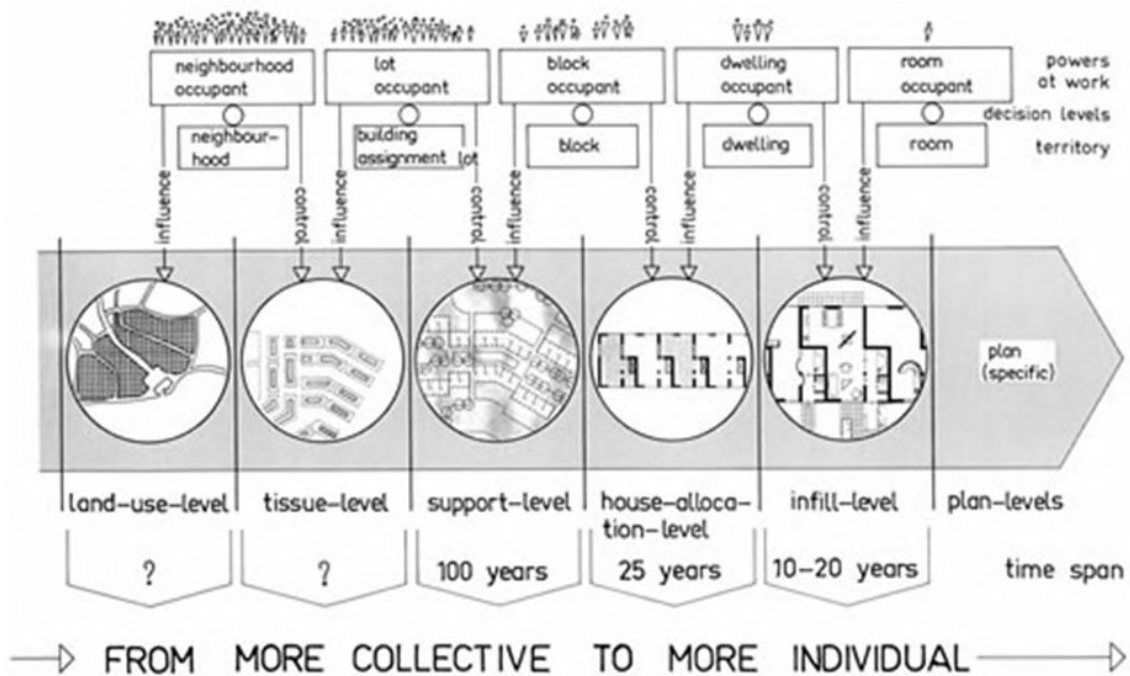 neighbourhood
occupant
lot
occupant
block
occupant
dwelling
occupant
room
occupant
powers
at work
decision levels
neighbour-
hood
building
assignment lot
block
dwelling
room
territory
influence
control
influence
control
influence
control
influence
control
influence
plan
(specific)
land-use-level
tissue-level
support-level
house-alloca-
tion-level
infill-level
plan-levels
?
?
100 years
25 years
10-20 years
time span
FROM MORE COLLECTIVE TO MORE INDIVIDUAL